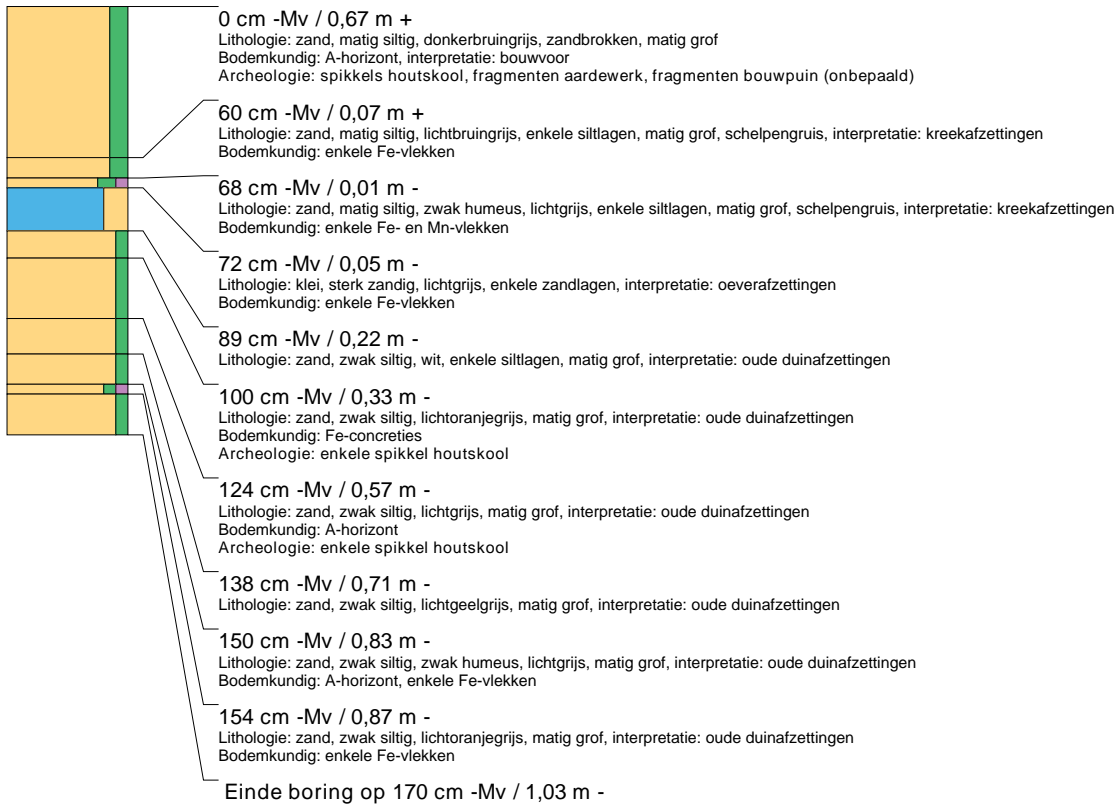 0 cm -Mv / 0,67 m +
Lithologie: zand, matig siltig, donkerbruingrijs, zandbrokken, matig grof
Bodemkundig: A-horizont, interpretatie: bouwvoor
Archeologie: spikkels houtskool, fragmenten aardewerk, fragmenten bouwpuin (onbepaald)
60 cm -Mv / 0,07 m +
Lithologie: zand, matig siltig, lichtbruingrijs, enkele siltlagen, matig grof, schelpengruis, interpretatie: kreekafzettingen
Bodemkundig: enkele Fe-vlekken
68 cm -Mv / 0,01 m -
Lithologie: zand, matig siltig, zwak humeus, lichtgrijs, enkele siltlagen, matig grof, schelpengruis, interpretatie: kreekafzettingen
Bodemkundig: enkele Fe- en Mn-vlekken
72 cm -Mv / 0,05 m -
Lithologie: klei, sterk zandig, lichtgrijs, enkele zandlagen, interpretatie: oeverafzettingen
Bodemkundig: enkele Fe-vlekken
89 cm -Mv / 0,22 m -
Lithologie: zand, zwak siltig, wit, enkele siltlagen, matig grof, interpretatie: oude duinafzettingen
100 cm -Mv / 0,33 m -
Lithologie: zand, zwak siltig, lichtoranjegrijs, matig grof, interpretatie: oude duinafzettingen
Bodemkundig: Fe-concreties
Archeologie: enkele spikkel houtskool
124 cm -Mv / 0,57 m -
Lithologie: zand, zwak siltig, lichtgrijs, matig grof, interpretatie: oude duinafzettingen
Bodemkundig: A-horizont
Archeologie: enkele spikkel houtskool
138 cm -Mv / 0,71 m -
Lithologie: zand, zwak siltig, lichtgeelgrijs, matig grof, interpretatie: oude duinafzettingen
150 cm -Mv / 0,83 m -
Lithologie: zand, zwak siltig, zwak humeus, lichtgrijs, matig grof, interpretatie: oude duinafzettingen
Bodemkundig: A-horizont, enkele Fe-vlekken
154 cm -Mv / 0,87 m -
Lithologie: zand, zwak siltig, lichtoranjegrijs, matig grof, interpretatie: oude duinafzettingen
Bodemkundig: enkele Fe-vlekken
Einde boring op 170 cm -Mv / 1,03 m -